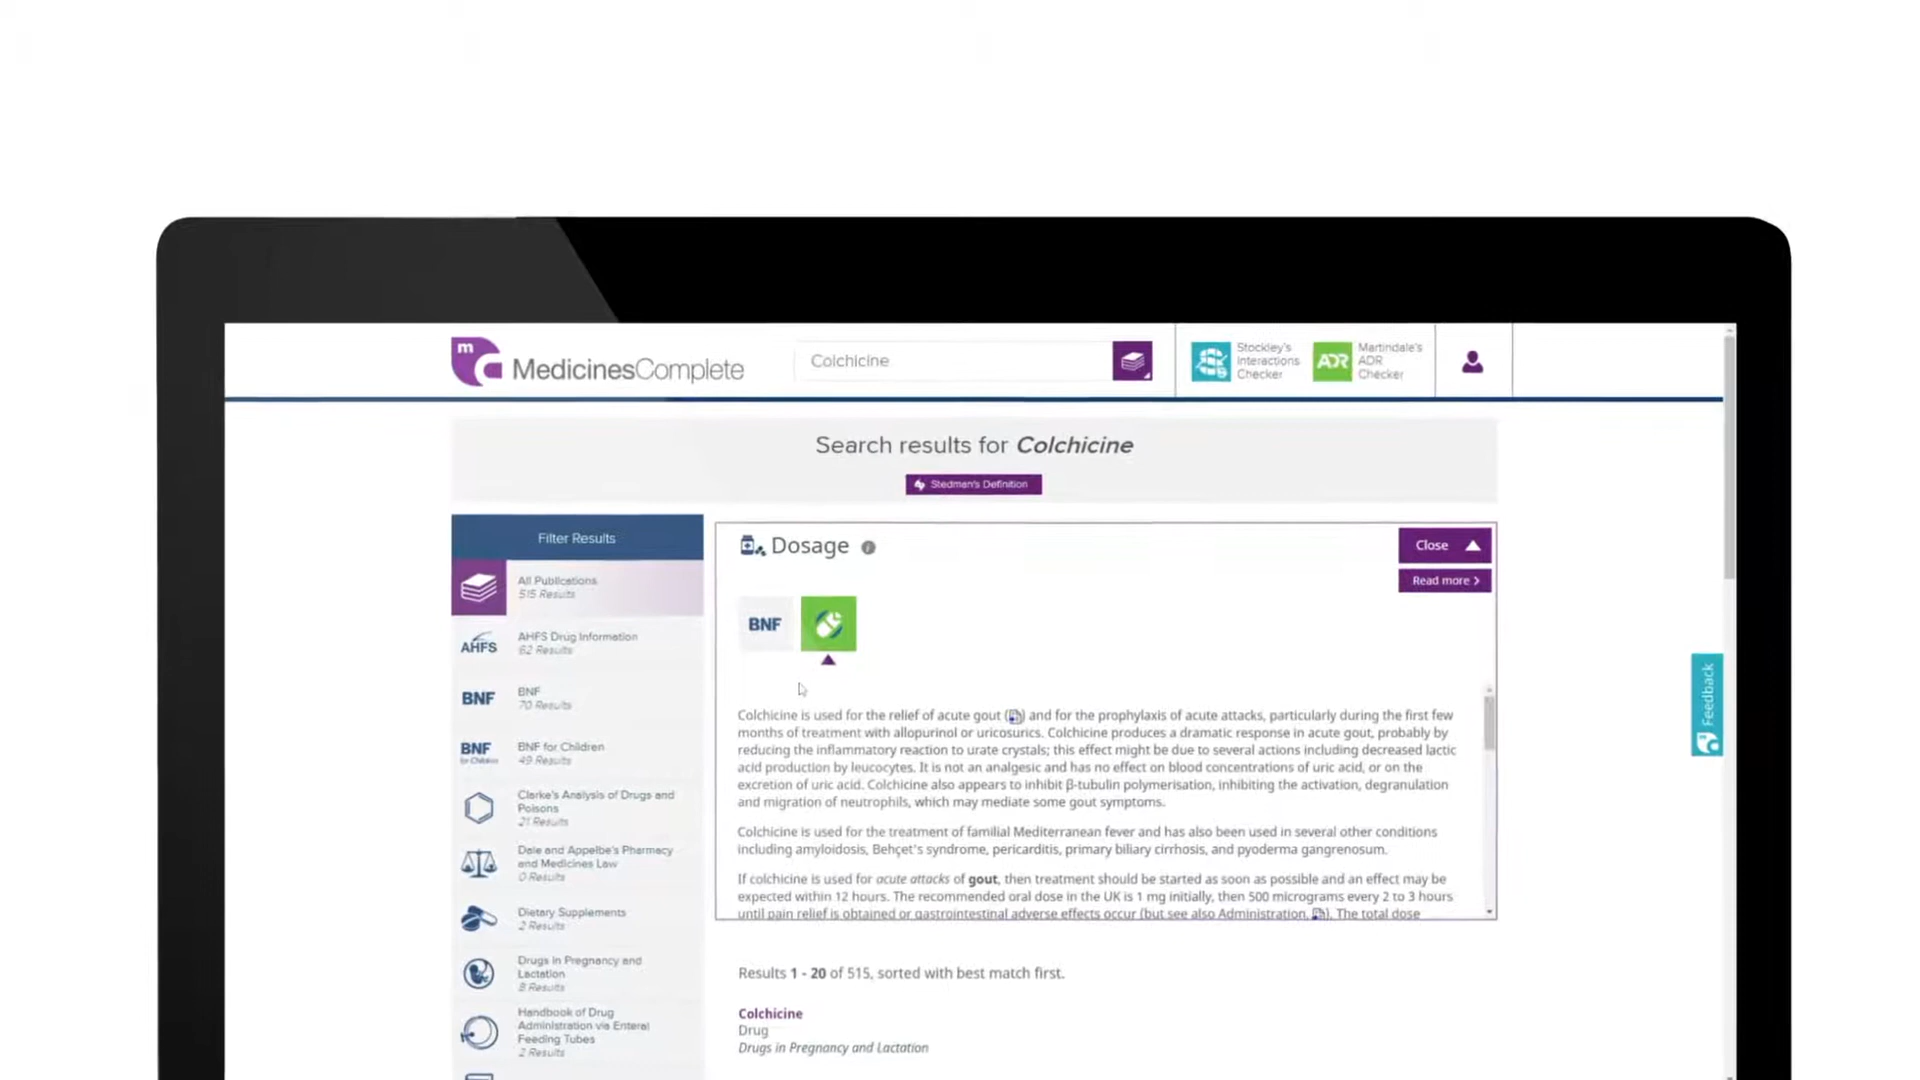 m
MedicinesComplete
Colchicine
Stockley's
Interactions
Checker
ADR
Martindale's
ADR
Checker
Search results for Colchicine
Stedman's Definition
Filter Results
All Publications
515 Results
AHFS
AHFS Drug Information
62 Results
BNF
BNF
70 Results
BNF
for Children
BNF for Children
49 Results
Clarke's Analysis of Drugs and
Poisons
21 Results
Dale and Appelbe's Pharmacy
and Medicines Law
0 Results
Dietary Supplements
2 Results
Drugs in Pregnancy and
Lactation
8 Results
Handbook of Drug
Administration via Enteral
Feeding Tubes
2 Results
Dosage
i
Close
Read more >
BNF
Colchicine is used for the relief of acute gout ( ) and for the prophylaxis of acute attacks, particularly during the first few
months of treatment with allopurinol or uricosurics. Colchicine produces a dramatic response in acute gout, probably by
reducing the inflammatory reaction to urate crystals; this effect might be due to several actions including decreased lactic
acid production by leucocytes. It is not an analgesic and has no effect on blood concentrations of uric acid, or on the
excretion of uric acid. Colchicine also appears to inhibit β-tubulin polymerisation, inhibiting the activation, degranulation
and migration of neutrophils, which may mediate some gout symptoms.
Colchicine is used for the treatment of familial Mediterranean fever and has also been used in several other conditions
including amyloidosis, Behçet's syndrome, pericarditis, primary biliary cirrhosis, and pyoderma gangrenosum.
If colchicine is used for acute attacks of gout, then treatment should be started as soon as possible and an effect may be
expected within 12 hours. The recommended oral dose in the UK is 1 mg initially, then 500 micrograms every 2 to 3 hours
until pain relief is obtained or gastrointestinal adverse effects occur (but see also Administration, ). The total dose
Results 1 - 20 of 515, sorted with best match first.
Colchicine
Drug
Drugs in Pregnancy and Lactation
Feedback